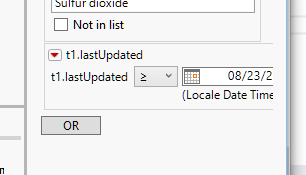 Sulfur dioxide
Not in list
t1.lastUpdated
t1.lastUpdated ≥ 08/23/2
(Locale Date Time
OR